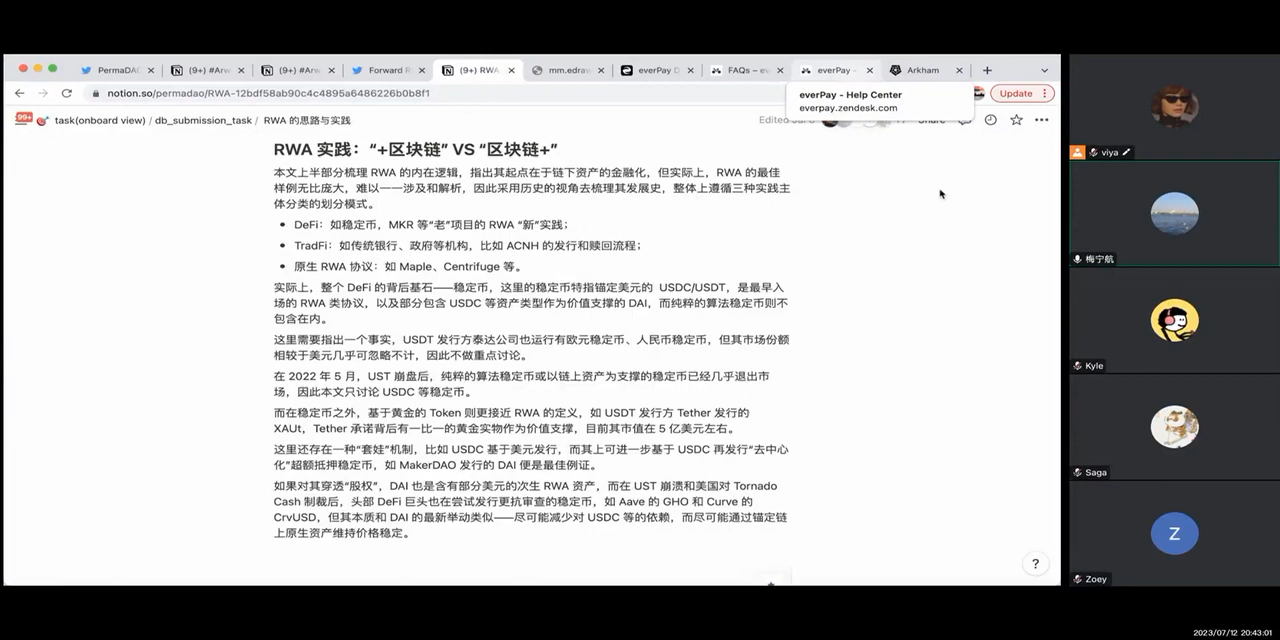 PermaDA
(9+) #Arw
(9+) #Arw
Forward R
(9+) RWA
mm.edraw
everPay D
FAQs – ev
everPay -
Arkham
notion.so/permadao/RWA-12bdf58ab90c4c4895a6486226b0b8f1
everPay - Help Center
everpay.zendesk.com
Update
99+
task(onboard view) / db_submission_task / RWA 的思路与实践
Edited
Share
RWA 实践：“+区块链” VS “区块链+”
本文上半部分梳理 RWA 的内在逻辑，指出其起点在于链下资产的金融化，但实际上，RWA 的最佳
样例无比庞大，难以一一涉及和解析，因此采用历史的视角去梳理其发展史，整体上遵循三种实践主
体分类的划分模式。
• DeFi：如稳定币，MKR 等“老”项目的 RWA “新”实践；
• TradFi：如传统银行、政府等机构，比如 ACNH 的发行和赎回流程；
• 原生 RWA 协议：如 Maple、Centrifuge 等。
实际上，整个 DeFi 的背后基石——稳定币，这里的稳定币特指锚定美元的 USDC/USDT，是最早入
场的 RWA 类协议，以及部分包含 USDC 等资产类型作为价值支撑的 DAI，而纯粹的算法稳定币则不
包含在内。
这里需要指出一个事实，USDT 发行方泰达公司也运行有欧元稳定币、人民币稳定币，但其市场份额
相较于美元几乎可忽略不计，因此不做重点讨论。
在 2022 年 5 月，UST 崩盘后，纯粹的算法稳定币或以链上资产为支撑的稳定币已经几乎退出市
场，因此本文只讨论 USDC 等稳定币。
而在稳定币之外，基于黄金的 Token 则更接近 RWA 的定义，如 USDT 发行方 Tether 发行的
XAUt，Tether 承诺背后有一比一的黄金实物作为价值支撑，目前其市值在 5 亿美元左右。
这里还存在一种“套娃”机制，比如 USDC 基于美元发行，而其上可进一步基于 USDC 再发行“去中心
化”超额抵押稳定币，如 MakerDAO 发行的 DAI 便是最佳例证。
如果对其穿透“股权”，DAI 也是含有部分美元的次生 RWA 资产，而在 UST 崩溃和美国对 Tornado
Cash 制裁后，头部 DeFi 巨头也在尝试发行更抗审查的稳定币，如 Aave 的 GHO 和 Curve 的
CrvUSD，但其本质和 DAI 的最新举动类似——尽可能减少对 USDC 等的依赖，而尽可能通过锚定链
上原生资产维持价格稳定。
?
viya
梅宁航
Kyle
Saga
Z
Zoey
2023/07/12 20:43:01